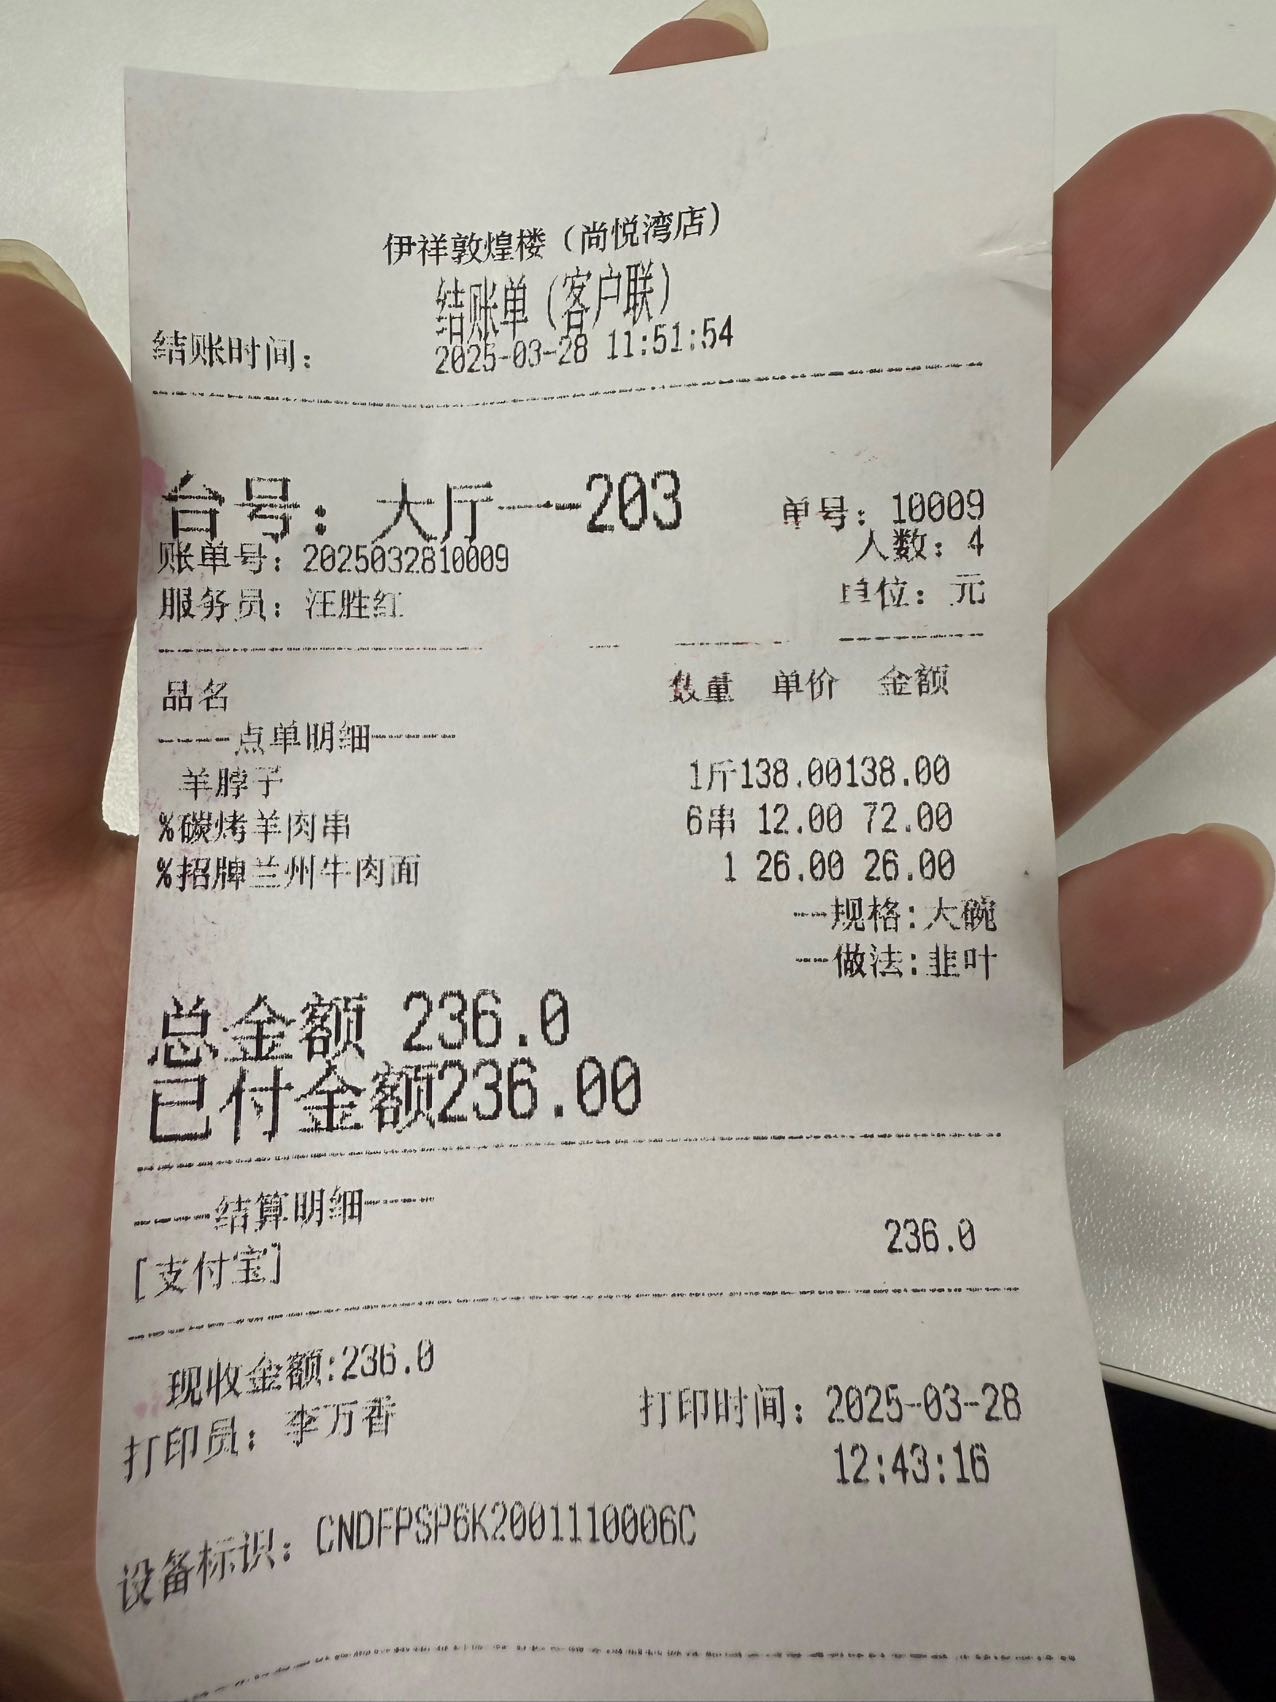 伊祥敦煌楼（尚悦湾店）
结账单（客户联）
结账时间： 2025-03-28 11:51:54
台号：大厅--203 单号：10009
账单号：2025032810009 人数：4
服务员：汪胜红 单位：元
品名 数量 单价 金额
----点单明细-----
羊脖子 1斤138.00138.00
%碳烤羊肉串 6串 12.00 72.00
%招牌兰州牛肉面 1 26.00 26.00
--规格:大碗
--做法:韭叶
总金额 236.0
已付金额236.00
-----结算明细-----
[支付宝] 236.0
现收金额:236.0
打印员：李万香 打印时间：2025-03-28
12:43:16
设备标识：CNDFPSP6K2001110006C